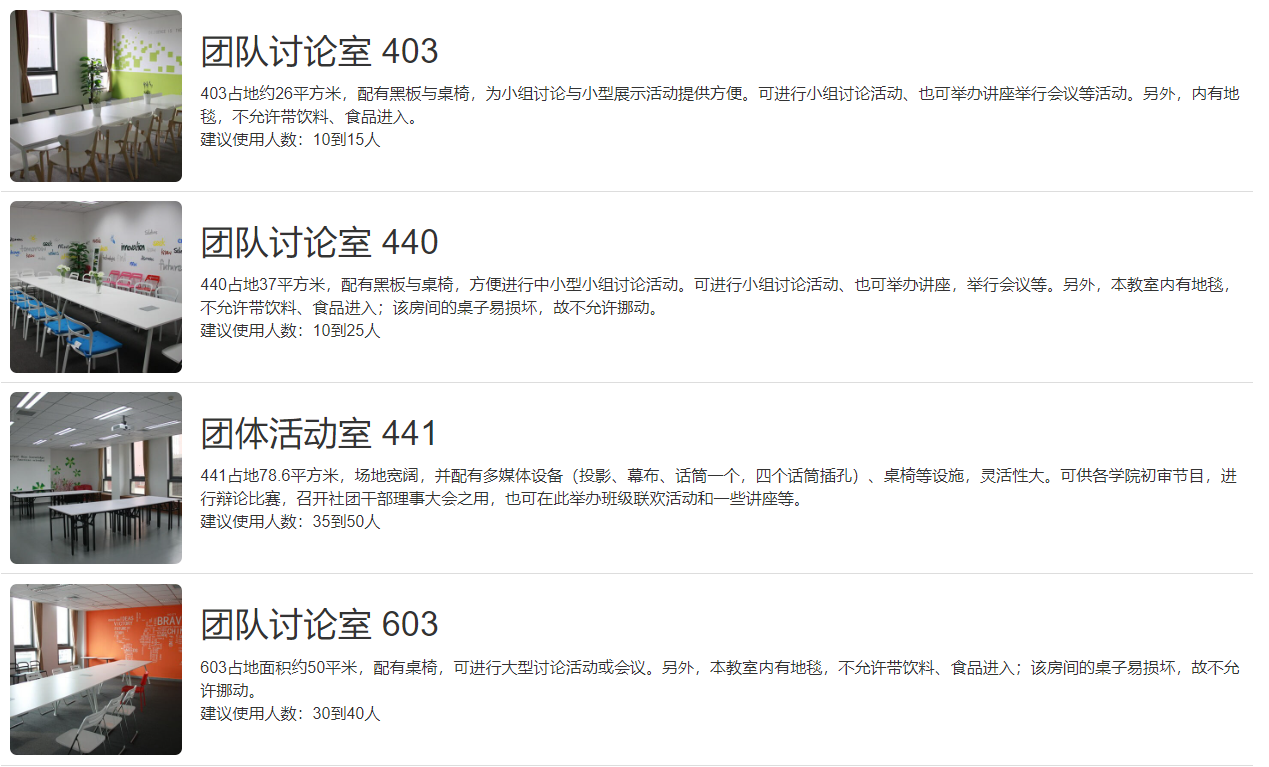 团队讨论室 403
403占地约26平方米，配有黑板与桌椅，为小组讨论与小型展示活动提供方便。可进行小组讨论活动、也可举办讲座举行会议等活动。另外，内有地
毯，不允许带饮料、食品进入。
建议使用人数：10到15人
团队讨论室 440
innovation
440占地37平方米，配有黑板与桌椅，方便进行中小型小组讨论活动。可进行小组讨论活动、也可举办讲座，举行会议等。另外，本教室内有地毯，
不允许带饮料、食品进入；该房间的桌子易损坏，故不允许挪动。
建议使用人数：10到25人
团体活动室 441
441占地78.6平方米，场地宽阔，并配有多媒体设备（投影、幕布、话筒一个，四个话筒插孔）、桌椅等设施，灵活性大。可供各学院初审节目，进
行辩论比赛，召开社团干部理事大会之用，也可在此举办班级联欢活动和一些讲座等。
建议使用人数：35到50人
团队讨论室 603
BRAV
603占地面积约50平米，配有桌椅，可进行大型讨论活动或会议。另外，本教室内有地毯，不允许带饮料、食品进入；该房间的桌子易损坏，故不允
许挪动。
建议使用人数：30到40人